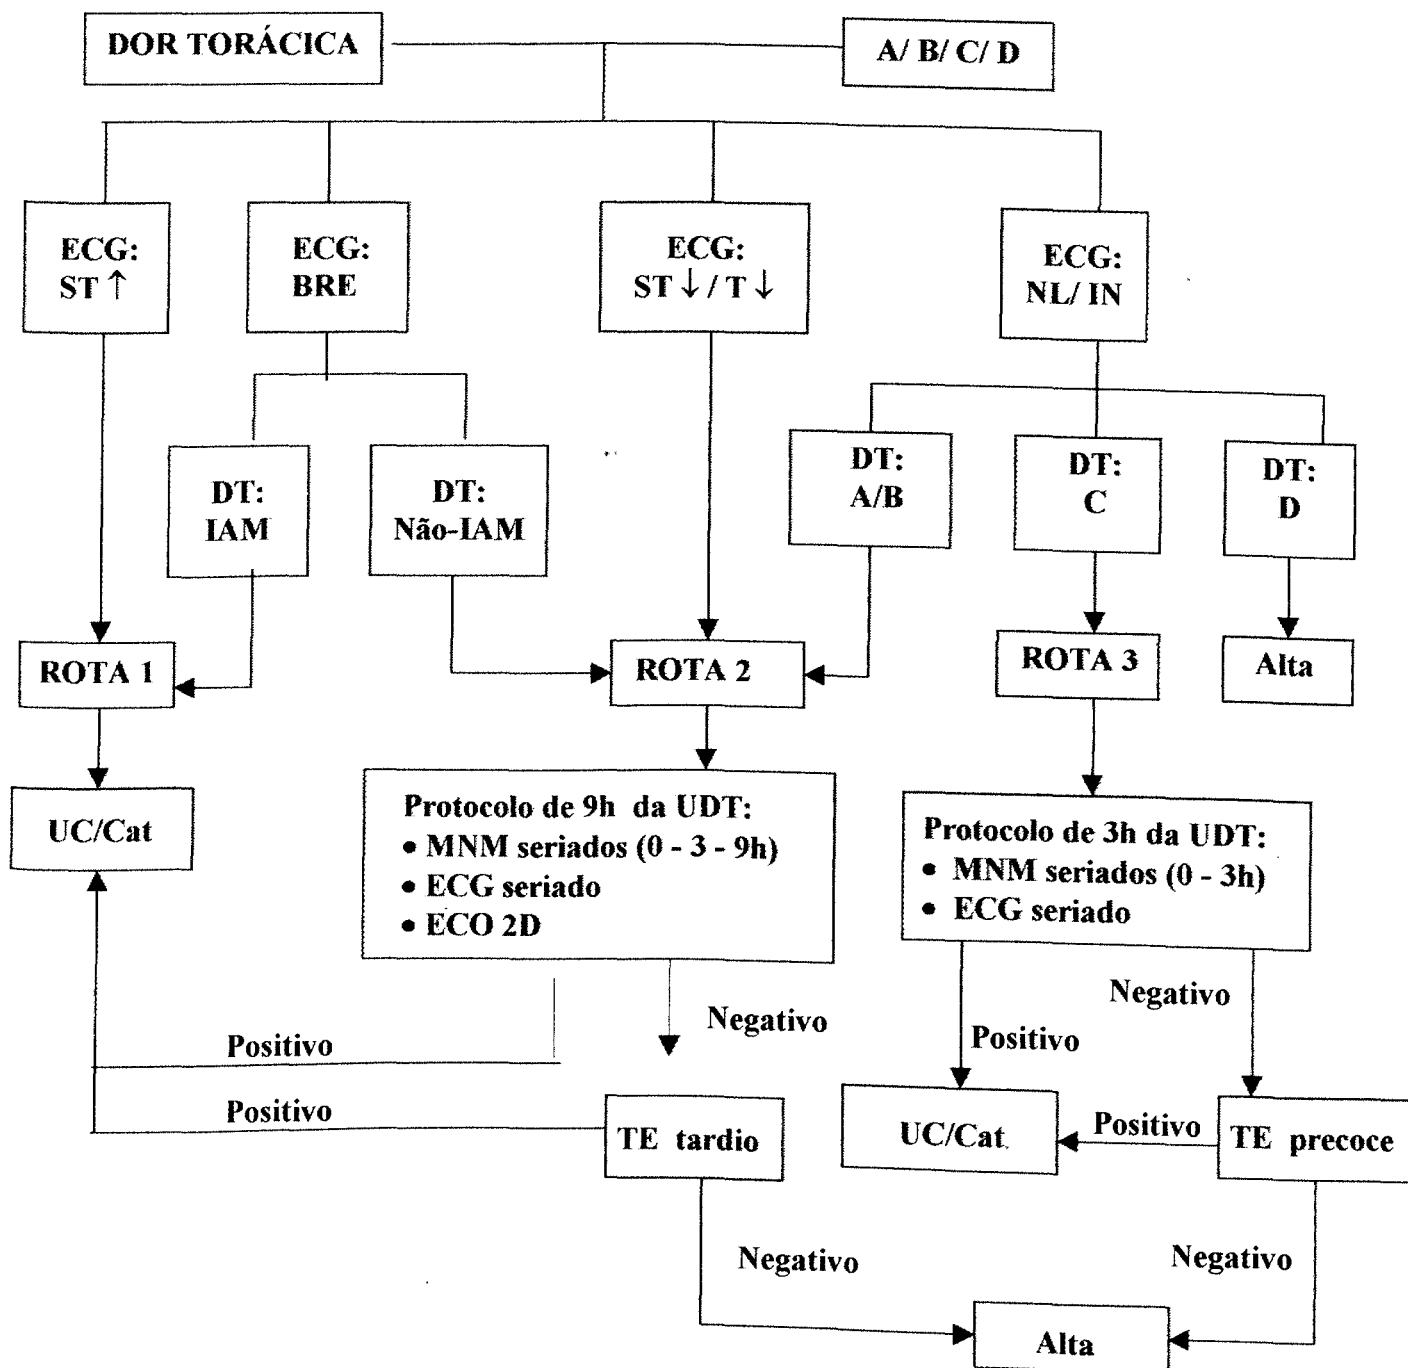 DOR TORÁCICA
A/ B/ C/ D
ECG:
ST ↑
ECG:
BRE
ECG:
ST ↓ / T ↓
ECG:
NL/ IN
DT:
IAM
DT:
Não-IAM
DT:
A/B
DT:
C
DT:
D
ROTA 1
ROTA 2
ROTA 3
Alta
UC/Cat
Protocolo de 9h da UDT:
• MNM seriados (0 - 3 - 9h)
• ECG seriado
• ECO 2D
Protocolo de 3h da UDT:
• MNM seriados (0 - 3h)
• ECG seriado
Positivo
Negativo
Positivo
Negativo
Positivo
TE tardio
UC/Cat
Positivo
TE precoce
Negativo
Negativo
Alta